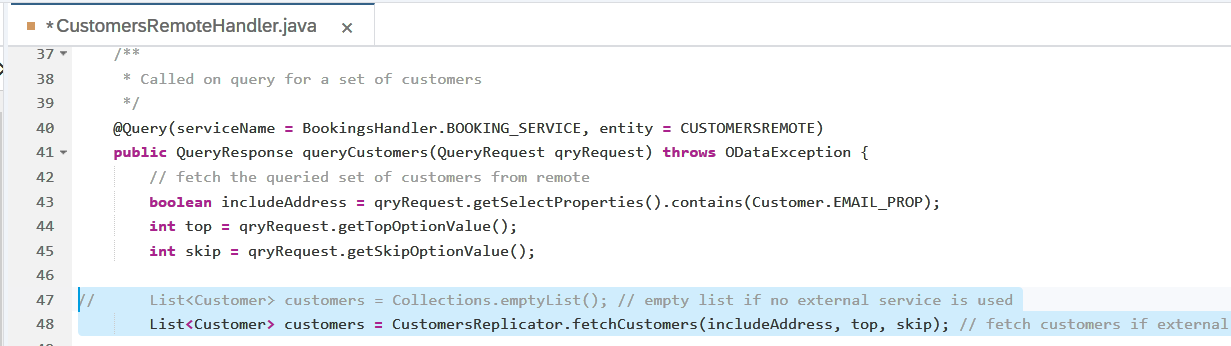 *CustomersRemoteHandler.java ×
37 /**
38 * Called on query for a set of customers
39 */
40 @Query(serviceName = BookingsHandler.BOOKING_SERVICE, entity = CUSTOMERSREMOTE)
41 public QueryResponse queryCustomers(QueryRequest qryRequest) throws ODataException {
42 // fetch the queried set of customers from remote
43 boolean includeAddress = qryRequest.getSelectProperties().contains(Customer.EMAIL_PROP);
44 int top = qryRequest.getTopOptionValue();
45 int skip = qryRequest.getSkipOptionValue();
46
47 // List<Customer> customers = Collections.emptyList(); // empty list if no external service is used
48 List<Customer> customers = CustomersReplicator.fetchCustomers(includeAddress, top, skip); // fetch customers if external